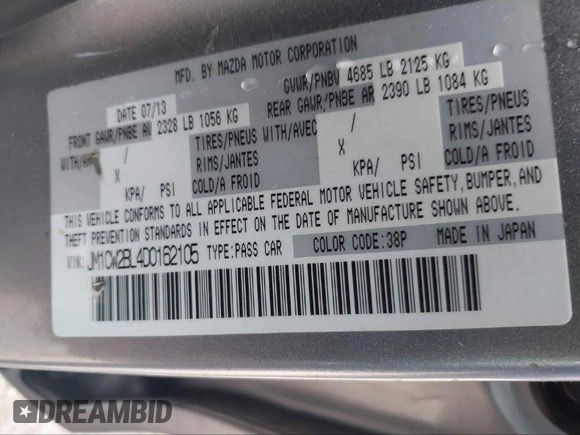 MFD. BY MAZDA MOTOR CORPORATION
DATE 07/13
GVWR/PNBV 4685 LB 2125 KG
FRONT GAWR/PNBE AV 2328 LB 1056 KG
REAR GAWR/PNBE AR 2390 LB 1084 KG
WITH/AVEC / TIRES/PNEUS WITH/AVEC / TIRES/PNEUS
X RIMS/JANTES X RIMS/JANTES
KPA/ PSI COLD/A FROID KPA/ PSI COLD/A FROID
THIS VEHICLE CONFORMS TO ALL APPLICABLE FEDERAL MOTOR VEHICLE SAFETY, BUMPER, AND
THEFT PREVENTION STANDARDS IN EFFECT ON THE DATE OF MANUFACTURE SHOWN ABOVE.
VIN: JM1CW2BL4D0162105 TYPE:PASS CAR COLOR CODE:38P MADE IN JAPAN
DREAMBID